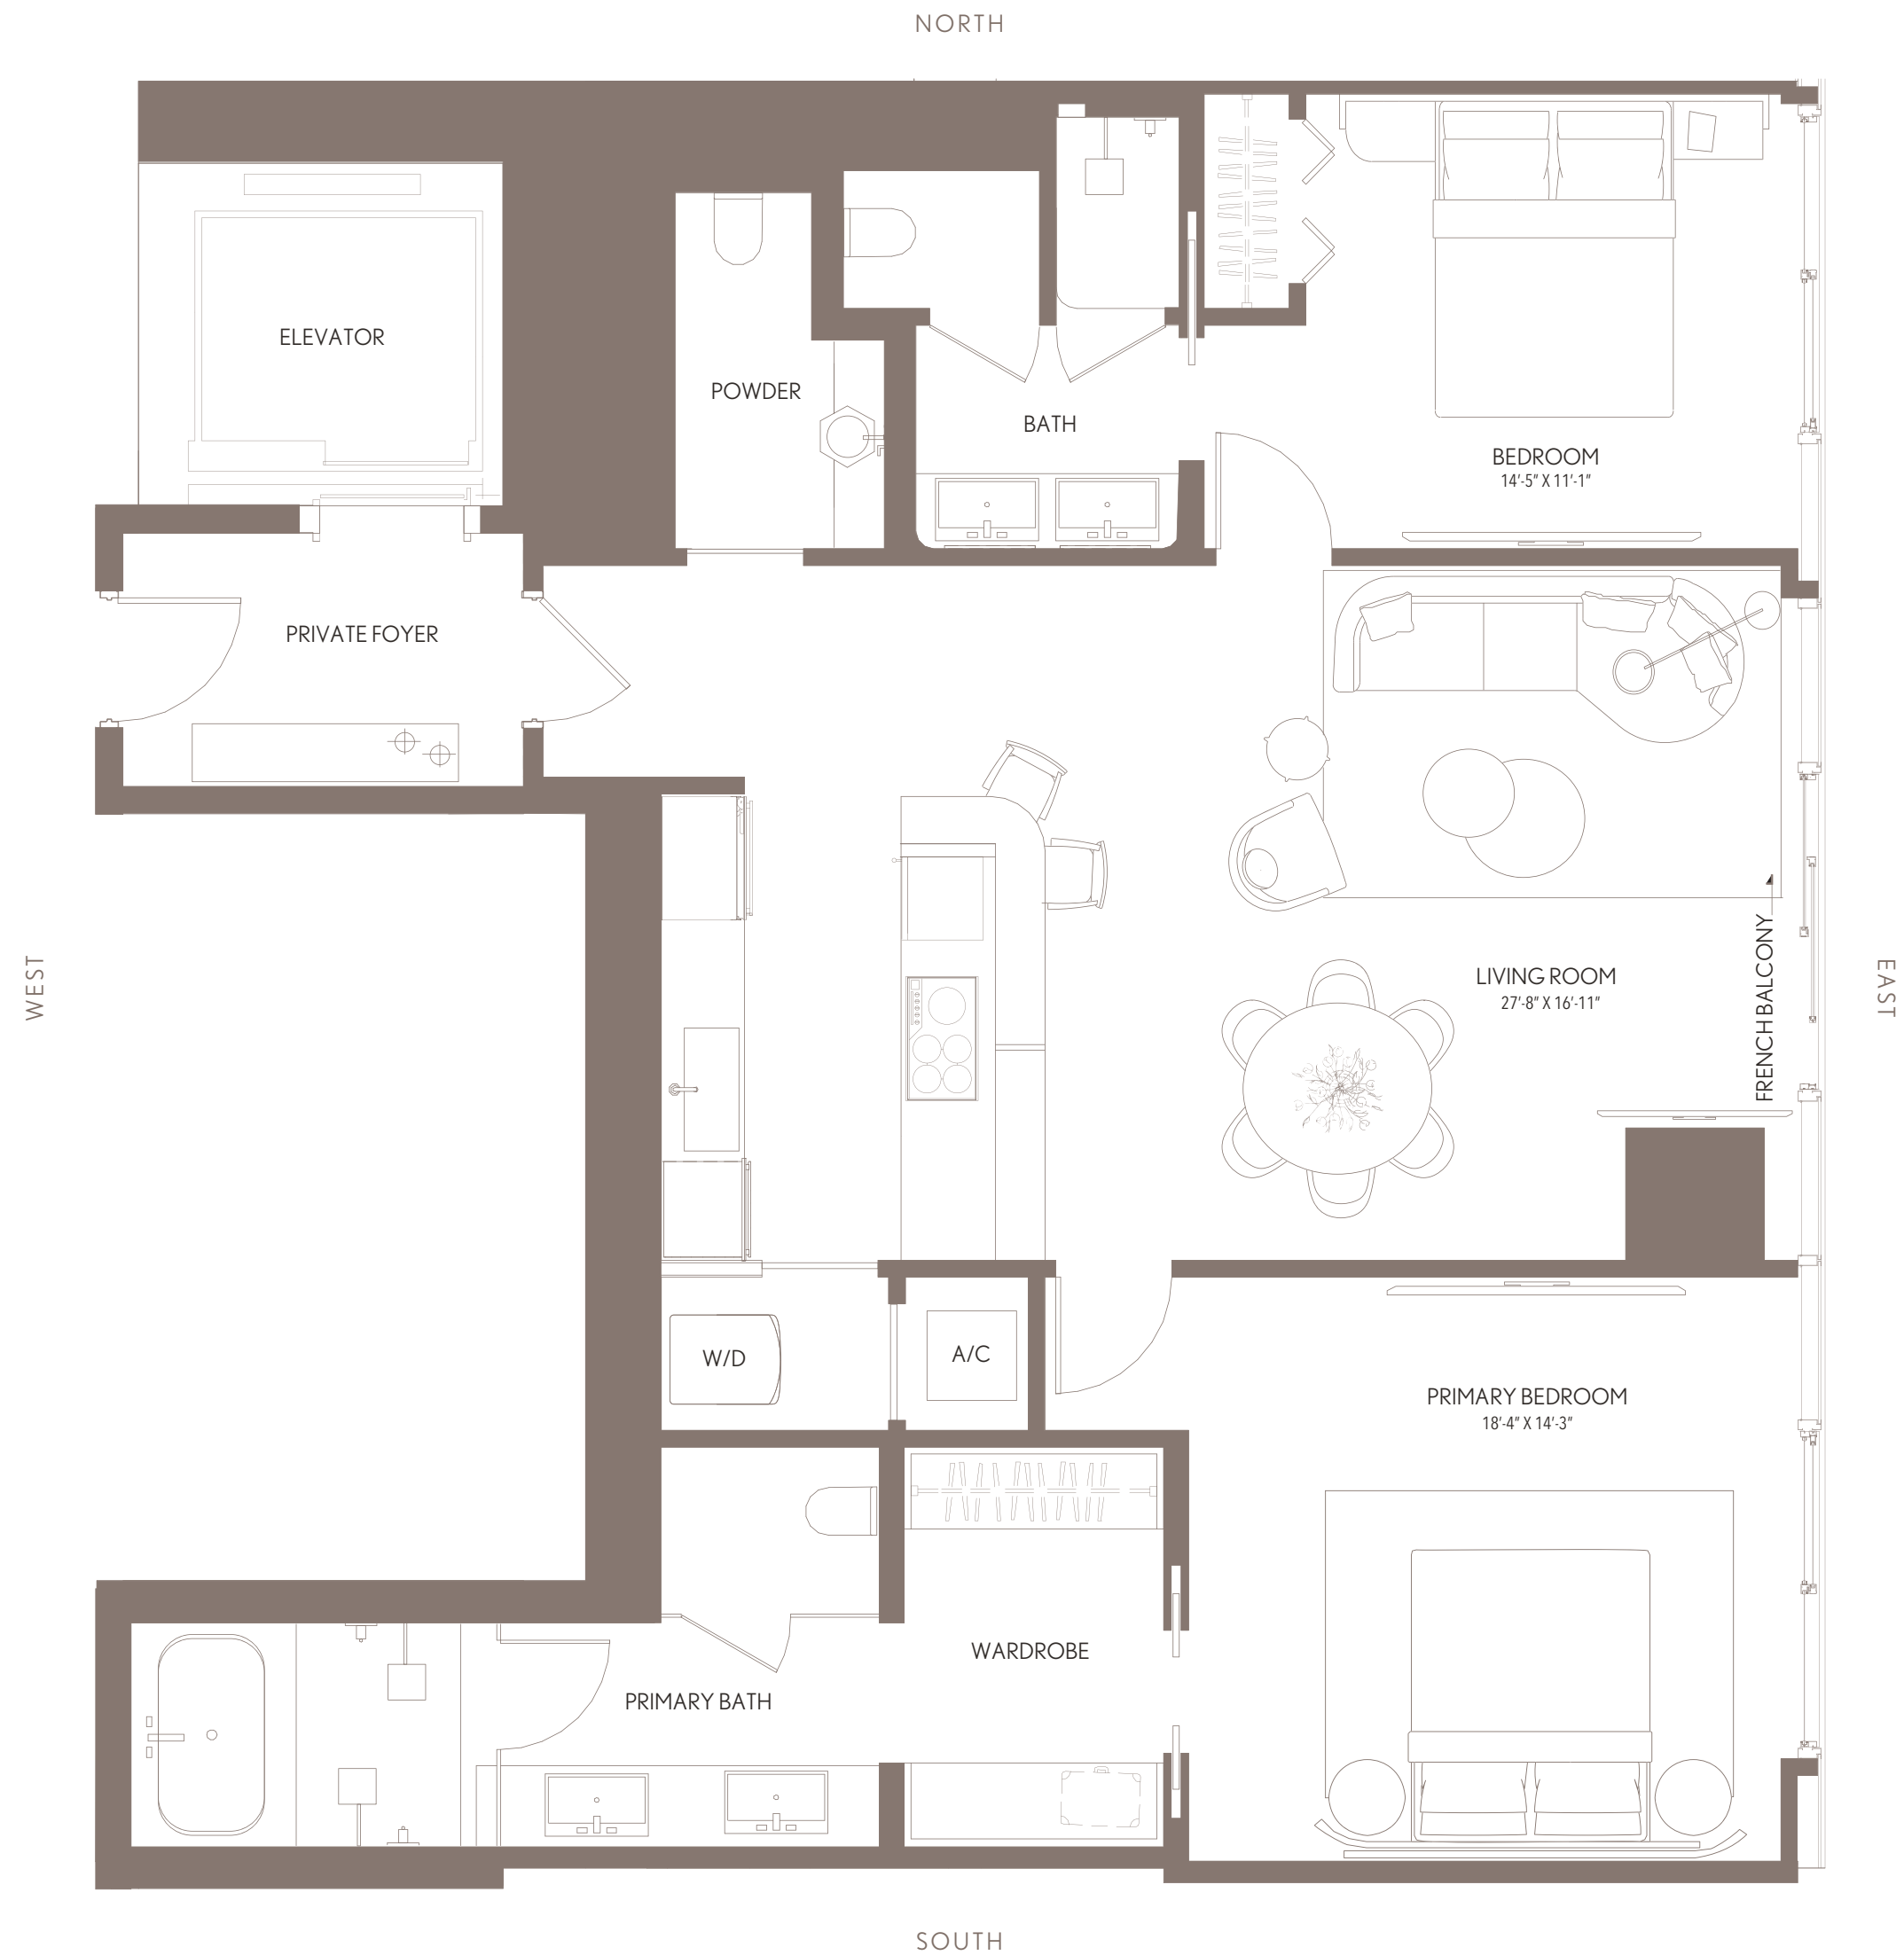 NORTH
ELEVATOR
POWDER
BATH
BEDROOM
14'-5" X 11'-1"
PRIVATE FOYER
WEST
EAST
LIVING ROOM
27'-8" X 16'-11"
FRENCH BALCONY
W/D
A/C
PRIMARY BEDROOM
18'-4" X 14'-3"
WARDROBE
PRIMARY BATH
SOUTH